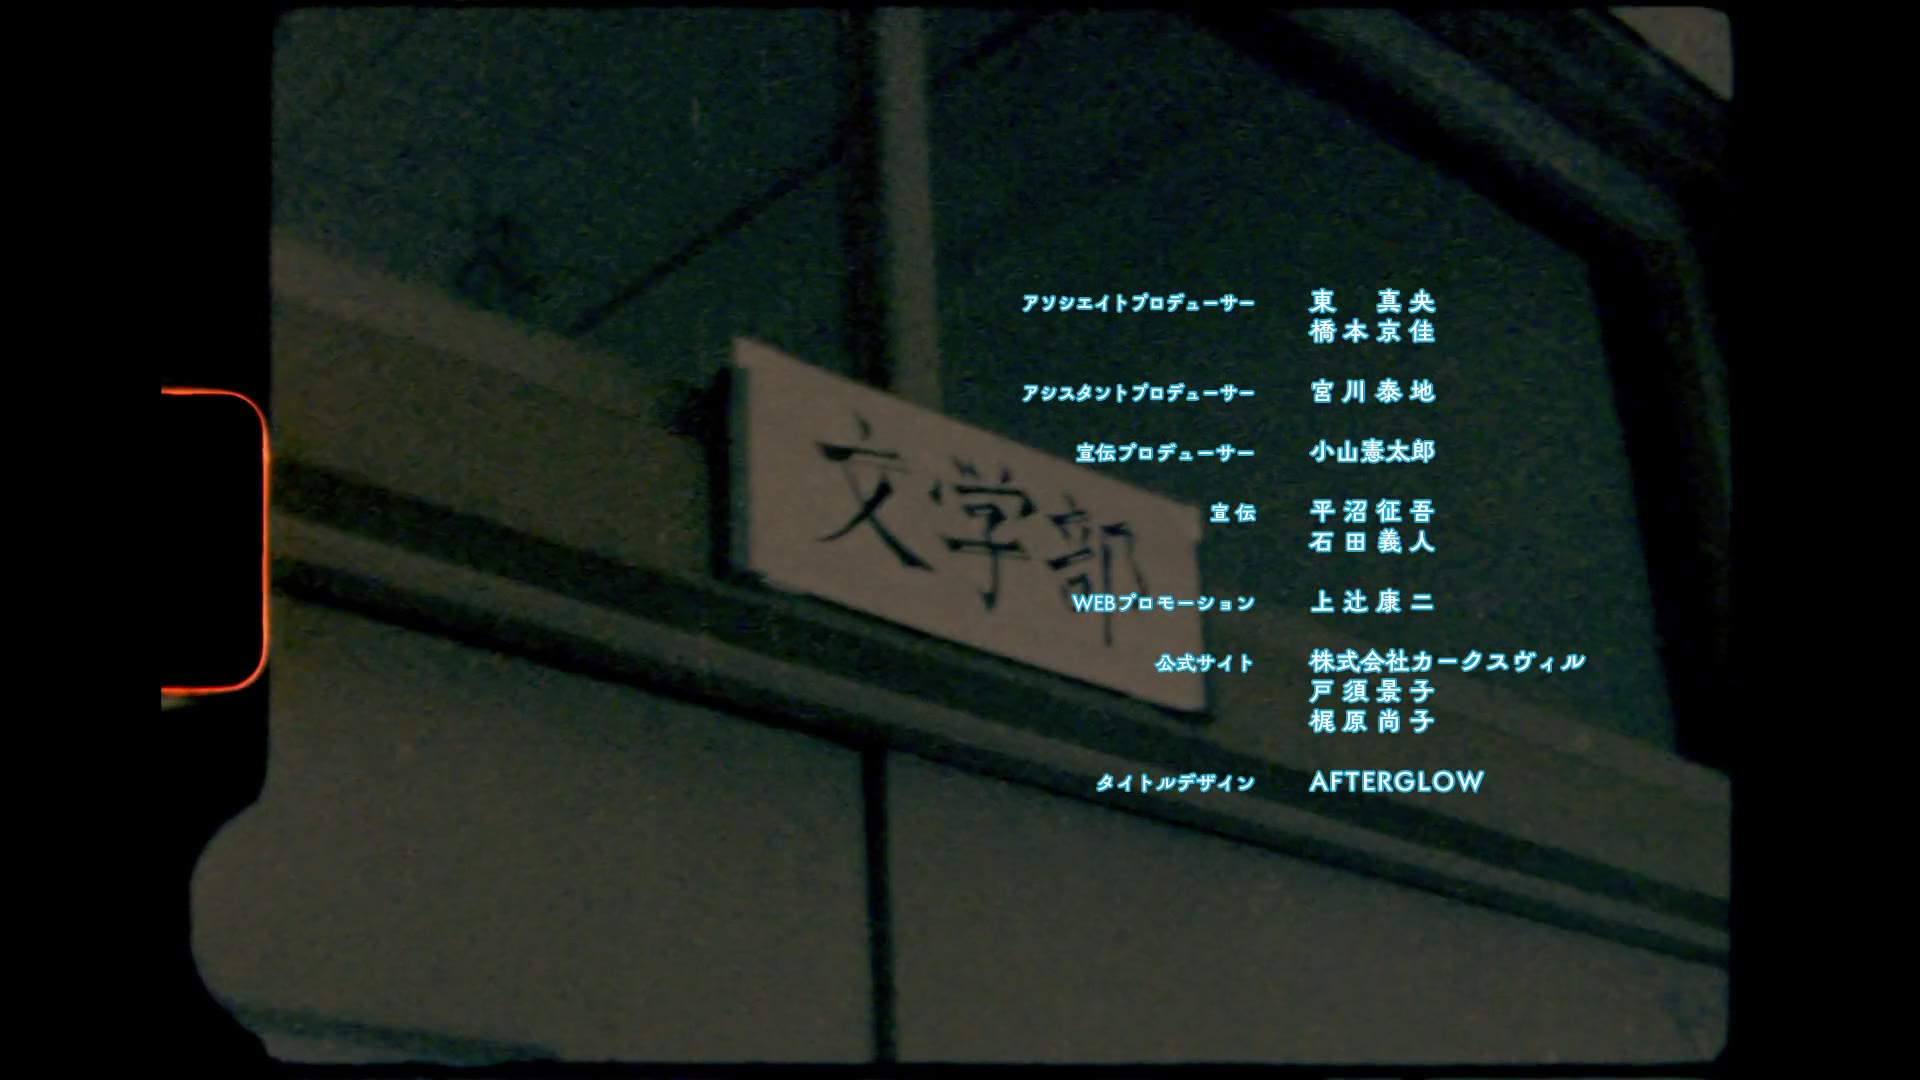 文学部
アソシエイトプロデューサー 東 真央
橋本京佳
アシスタントプロデューサー 宮川泰地
宣伝プロデューサー 小山憲太郎
宣伝 平沼征吾
石田義人
WEBプロモーション 上辻康二
公式サイト 株式会社カークスヴィル
戸須景子
梶原尚子
タイトルデザイン AFTERGLOW